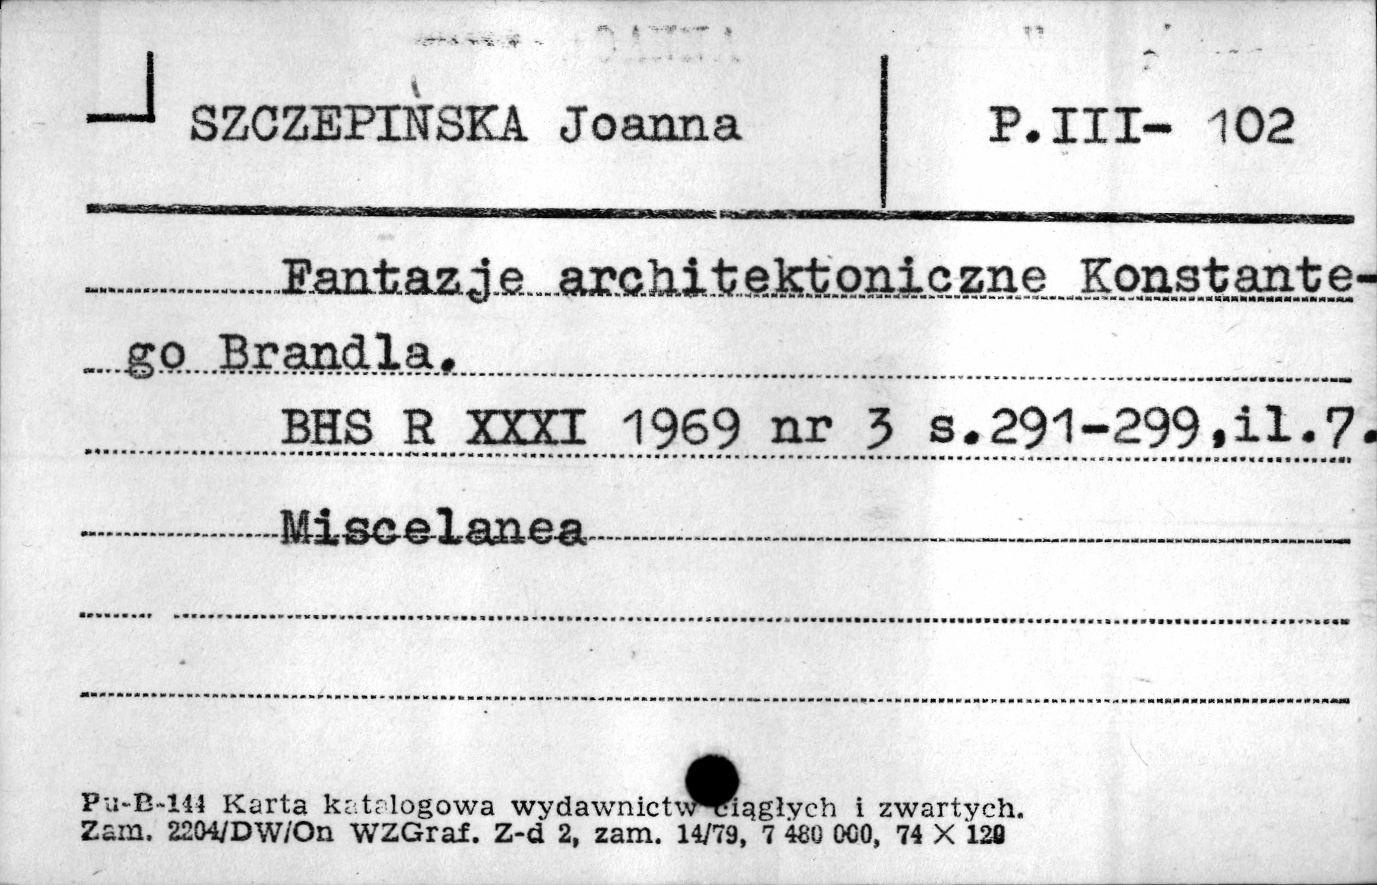 SZCZEPIŃSKA Joanna P.III- 102
Fantazje architektoniczne Konstante-
go Brandla.
BHS R XXXI 1969 nr 3 s.291-299,il.7.
Miscelanea
Pu-B-144 Karta katalogowa wydawnictw ciągłych i zwartych.
Zam. 2204/DW/On WZGraf. Z-d 2, zam. 14/79, 7 480 000, 74 X 120